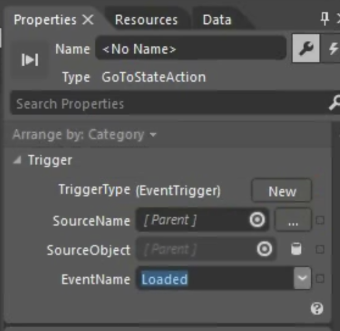 Properties × Resources Data
Name <No Name>
Type GoToStateAction
Search Properties
Arrange by: Category
Trigger
TriggerType (EventTrigger) New
SourceName [ Parent ] ...
SourceObject [ Parent ]
EventName Loaded
?